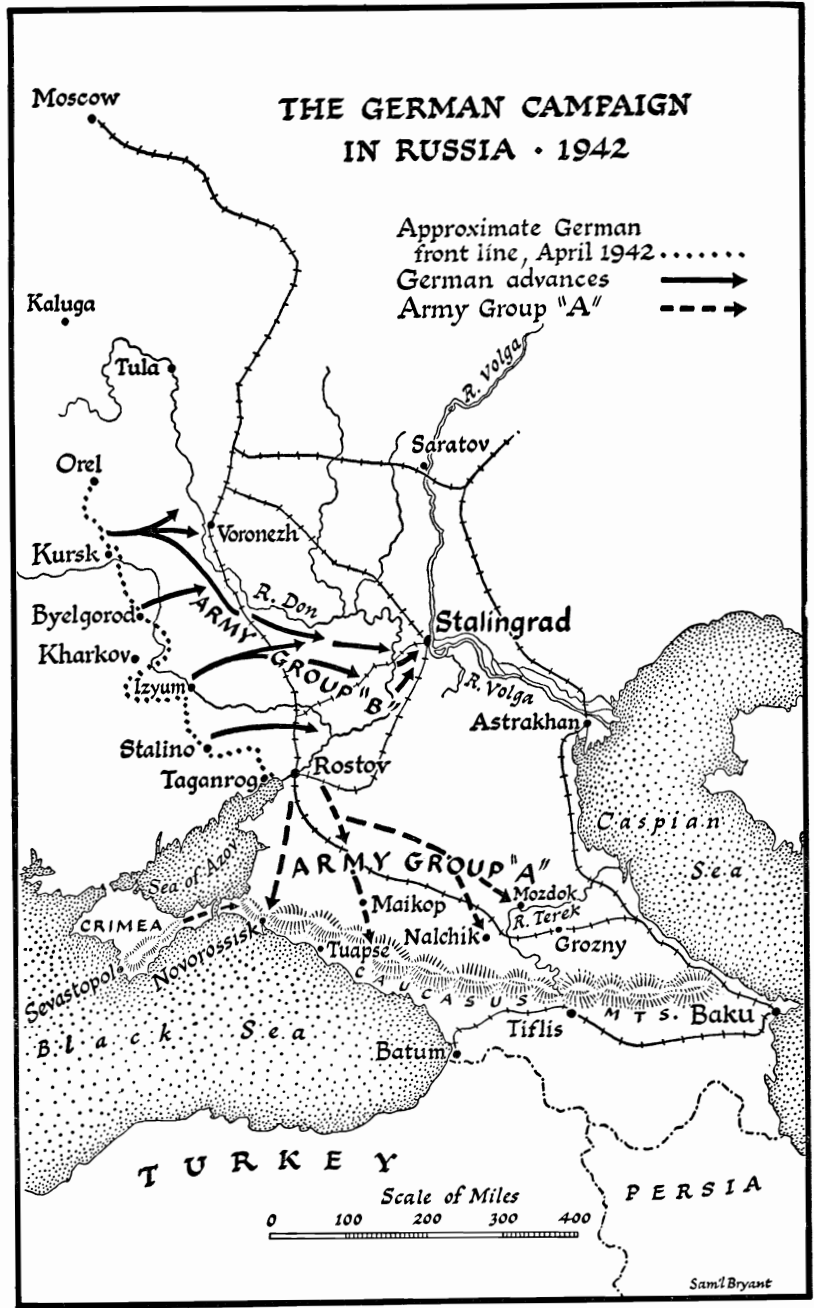 Moscow
THE GERMAN CAMPAIGN
IN RUSSIA • 1942
Approximate German
front line, April 1942
German advances
Army Group "A"
Kaluga
Tula
R. Volga
Saratov
Orel
Voronezh
Kursk
R. Don
Byelgorod
ARMY GROUP "B"
Stalingrad
Kharkov
Izyum
R. Volga
Astrakhan
Stalino
Rostov
Taganrog
Caspian
Sea
Sea of Azov
ARMY GROUP "A"
Mozdok
Maikop
R. Terek
CRIMEA
Nalchik
Grozny
Novorossisk
Tuapse
Sevastopol
CAUCASUS MTS.
Baku
Tiflis
Black Sea
Batum
TURKEY
PERSIA
Scale of Miles
0 100 200 300 400
Sam'l Bryant